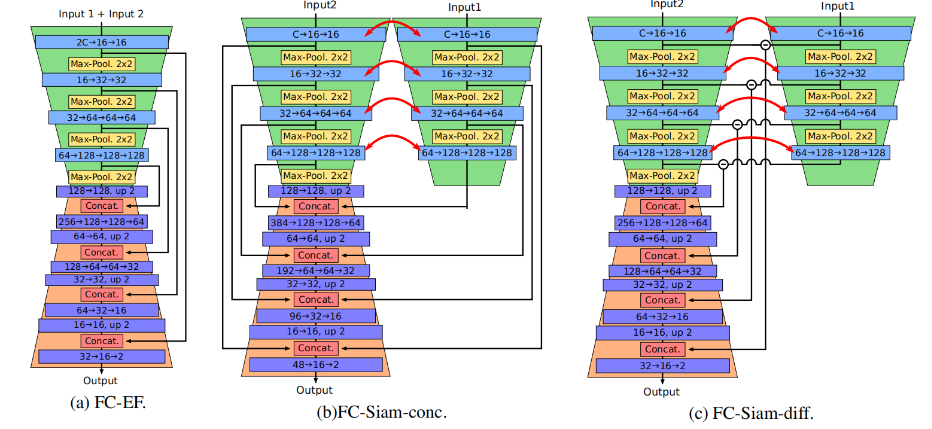 Input 1 + Input 2
2C→16→16
Max-Pool. 2x2
16→32→32
Max-Pool. 2x2
32→64→64→64
Max-Pool. 2x2
64→128→128→128
Max-Pool. 2x2
128→128, up 2
Concat.
256→128→128→64
64→64, up 2
Concat.
128→64→64→32
32→32, up 2
Concat.
64→32→16
16→16, up 2
Concat.
32→16→2
Output
(a) FC-EF.
Input2
Input1
C→16→16
C→16→16
Max-Pool. 2x2
Max-Pool. 2x2
16→32→32
16→32→32
Max-Pool. 2x2
Max-Pool. 2x2
32→64→64→64
32→64→64→64
Max-Pool. 2x2
Max-Pool. 2x2
64→128→128→128
64→128→128→128
Max-Pool. 2x2
128→128, up 2
Concat.
384→128→128→64
64→64, up 2
Concat.
192→64→64→32
32→32, up 2
Concat.
96→32→16
16→16, up 2
Concat.
48→16→2
Output
(b)FC-Siam-conc.
Input2
Input1
C→16→16
C→16→16
Max-Pool. 2x2
Max-Pool. 2x2
16→32→32
16→32→32
Max-Pool. 2x2
Max-Pool. 2x2
32→64→64→64
32→64→64→64
Max-Pool. 2x2
Max-Pool. 2x2
64→128→128→128
64→128→128→128
Max-Pool. 2x2
128→128, up 2
Concat.
256→128→128→64
64→64, up 2
Concat.
128→64→64→32
32→32, up 2
Concat.
64→32→16
16→16, up 2
Concat.
32→16→2
Output
(c) FC-Siam-diff.